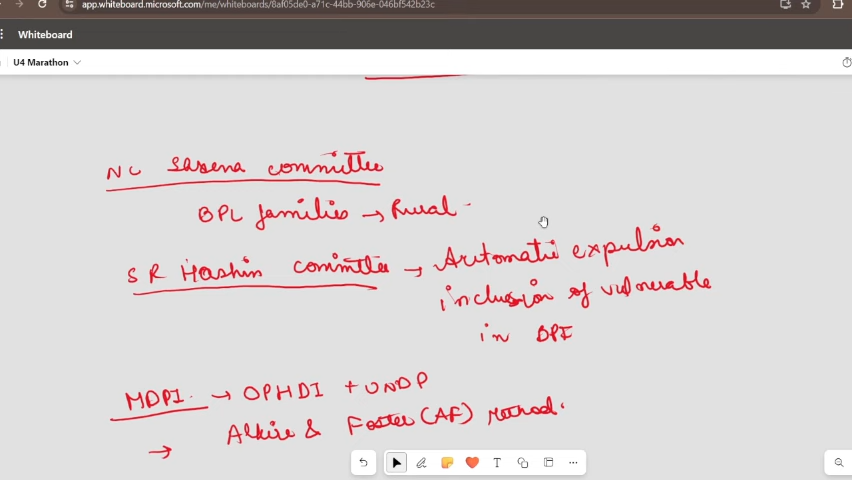 app.whiteboard.microsoft.com/me/whiteboards/8af05de0-a71c-44bb-906e-046bf542b23c
Whiteboard
U4 Marathon
NC Saxena committee
BPL families → Rural -
S R Hashim committee → Automatic expulsion
inclusion of vulnerable
in BPL
MDPI. → OPHDI + UNDP
→ Alkire & Foster (AF) method.
T